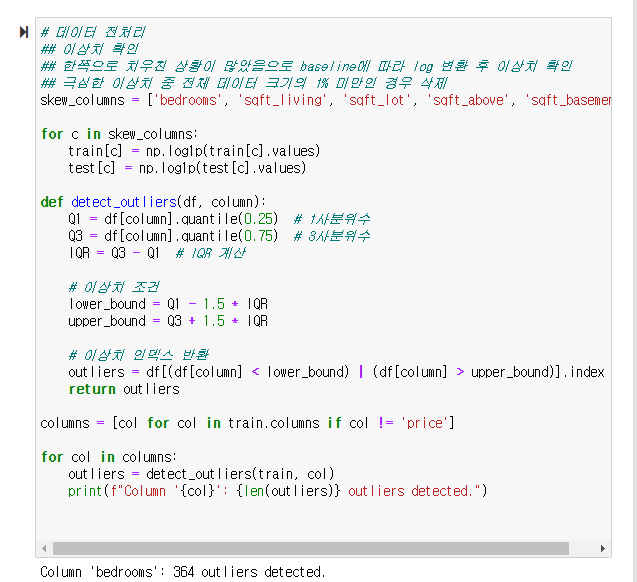 # 데이터 전처리
## 이상치 확인
## 한쪽으로 치우친 상황이 많았음으로 baseline에 따라 log 변환 후 이상치 확인
## 극심한 이상치 중 전체 데이터 크기의 1% 미만인 경우 삭제
skew_columns = ['bedrooms', 'sqft_living', 'sqft_lot', 'sqft_above', 'sqft_basemen
for c in skew_columns:
    train[c] = np.log1p(train[c].values)
    test[c] = np.log1p(test[c].values)
def detect_outliers(df, column):
    Q1 = df[column].quantile(0.25)  # 1사분위수
    Q3 = df[column].quantile(0.75)  # 3사분위수
    IQR = Q3 - Q1  # IQR 계산
    # 이상치 조건
    lower_bound = Q1 - 1.5 * IQR
    upper_bound = Q3 + 1.5 * IQR
    # 이상치 인덱스 반환
    outliers = df[(df[column] < lower_bound) | (df[column] > upper_bound)].index
    return outliers
columns = [col for col in train.columns if col != 'price']
for col in columns:
    outliers = detect_outliers(train, col)
    print(f"Column '{col}': {len(outliers)} outliers detected.")
Column 'bedrooms': 364 outliers detected.